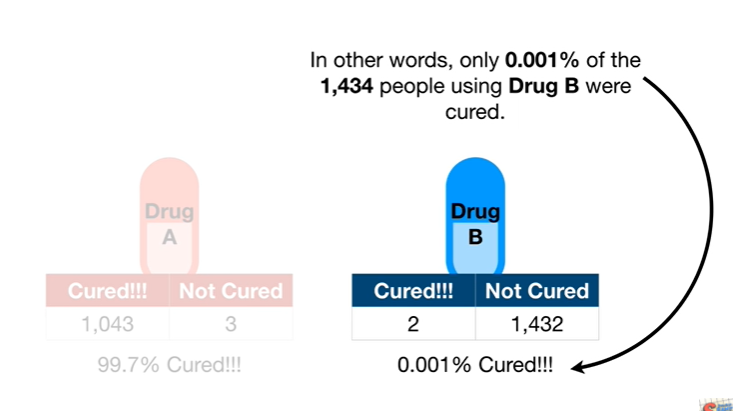 In other words, only 0.001% of the
1,434 people using Drug B were
cured.
Drug
A
Cured!!! Not Cured
1,043 3
99.7% Cured!!!
Drug
B
Cured!!! Not Cured
2 1,432
0.001% Cured!!!